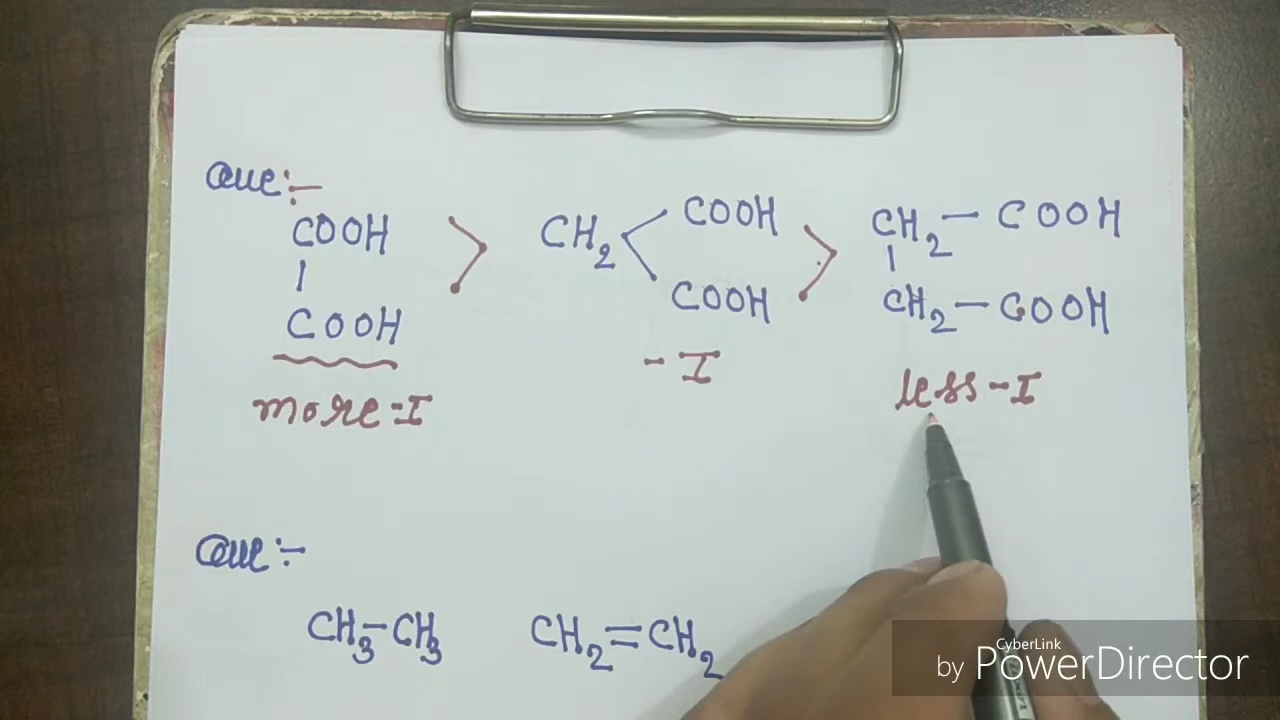 Que:-
COOH > CH2 COOH > CH2 - COOH
COOH COOH CH2 - COOH
more -I -I less -I
Que :-
CH3-CH3 CH2=CH2
CyberLink
by PowerDirector